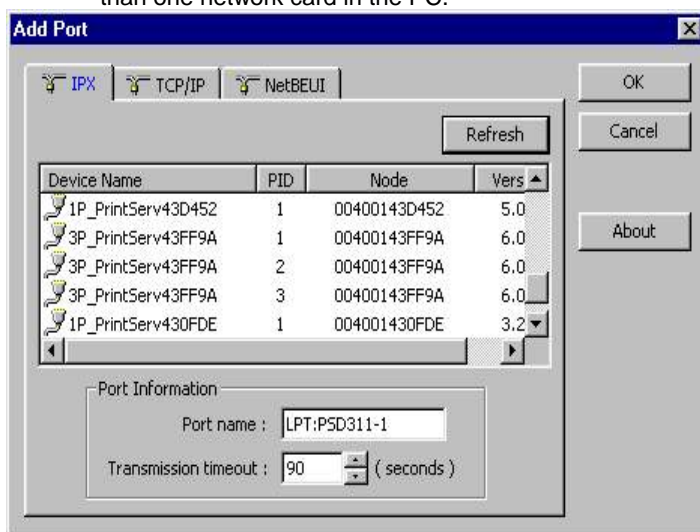 than one network card in the PC.
Add Port
IPX TCP/IP NetBEUI
OK
Refresh
Cancel
Device Name PID Node Vers
1P_PrintServ43D452 1 00400143D452 5.0
3P_PrintServ43FF9A 1 00400143FF9A 6.0
About
3P_PrintServ43FF9A 2 00400143FF9A 6.0
3P_PrintServ43FF9A 3 00400143FF9A 6.0
1P_PrintServ430FDE 1 004001430FDE 3.2
Port Information
Port name : LPT:PSD311-1
Transmission timeout : 90 ( seconds )